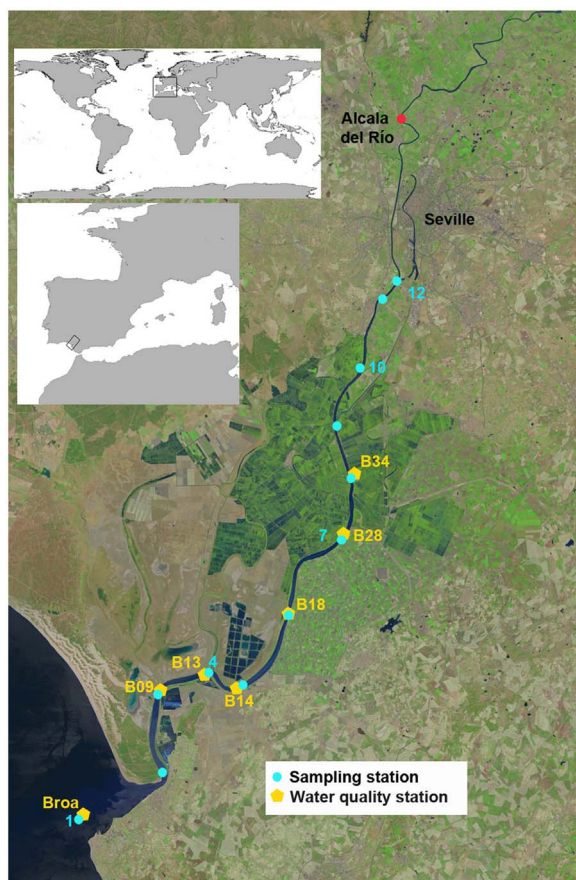 Alcala
del Río
Seville
12
10
B34
7
B28
B18
B13
4
B09
B14
Broa
1
Sampling station
Water quality station